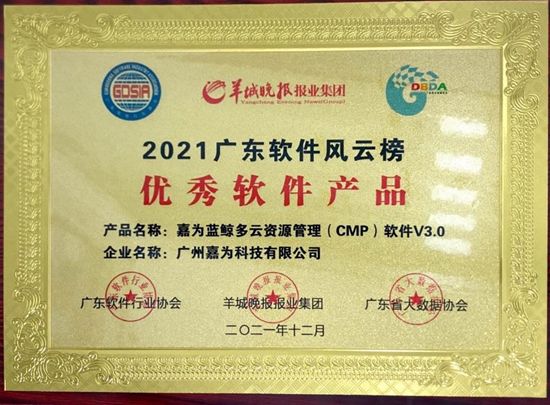 GDSIA
羊城晚报 报业集团
Yangcheng Evening News(Group)
DBDA
2021广东软件风云榜
优秀软件产品
产品名称：嘉为蓝鲸多云资源管理（CMP）软件V3.0
企业名称：广州嘉为科技有限公司
广东软件行业协会
羊城晚报报业集团
广东省大数据协会
二〇二一年十二月